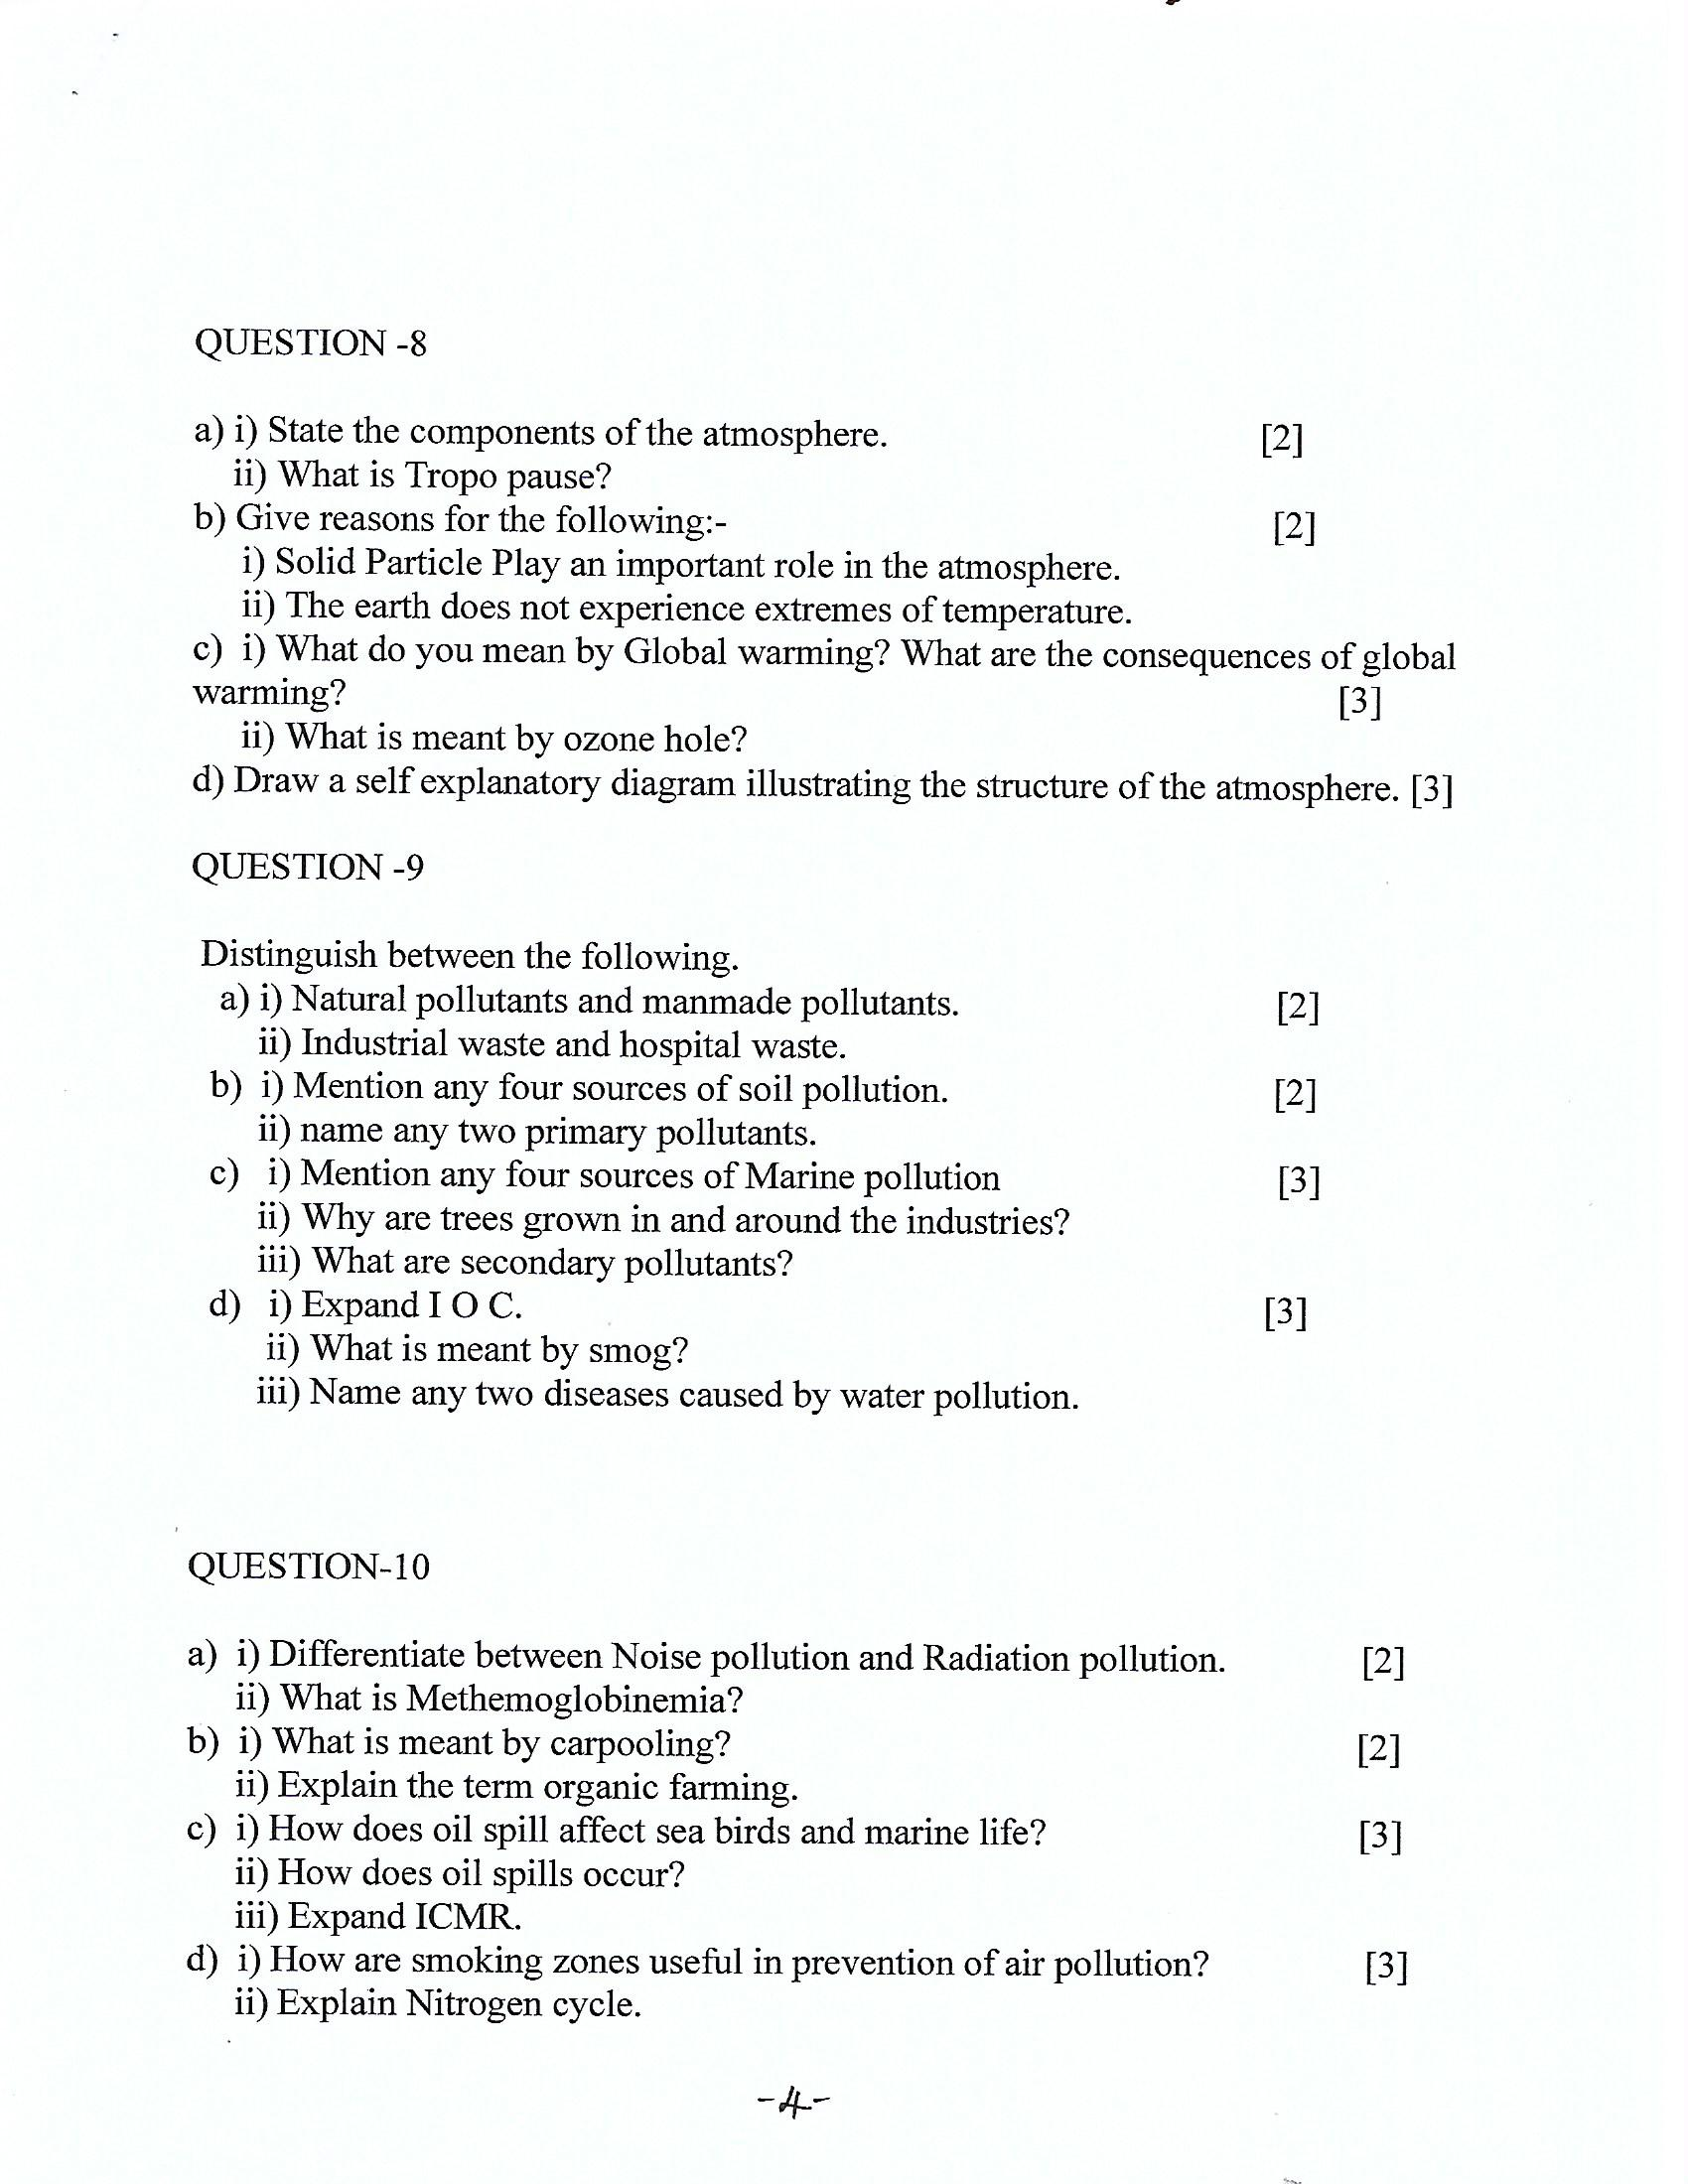 QUESTION -8
a) i) State the components of the atmosphere. [2]
ii) What is Tropo pause?
b) Give reasons for the following:- [2]
i) Solid Particle Play an important role in the atmosphere.
ii) The earth does not experience extremes of temperature.
c) i) What do you mean by Global warming? What are the consequences of global
warming? [3]
ii) What is meant by ozone hole?
d) Draw a self explanatory diagram illustrating the structure of the atmosphere. [3]
QUESTION -9
Distinguish between the following.
a) i) Natural pollutants and manmade pollutants. [2]
ii) Industrial waste and hospital waste.
b) i) Mention any four sources of soil pollution. [2]
ii) name any two primary pollutants.
c) i) Mention any four sources of Marine pollution [3]
ii) Why are trees grown in and around the industries?
iii) What are secondary pollutants?
d) i) Expand I O C. [3]
ii) What is meant by smog?
iii) Name any two diseases caused by water pollution.
QUESTION-10
a) i) Differentiate between Noise pollution and Radiation pollution. [2]
ii) What is Methemoglobinemia?
b) i) What is meant by carpooling? [2]
ii) Explain the term organic farming.
c) i) How does oil spill affect sea birds and marine life? [3]
ii) How does oil spills occur?
iii) Expand ICMR.
d) i) How are smoking zones useful in prevention of air pollution? [3]
ii) Explain Nitrogen cycle.
-4-